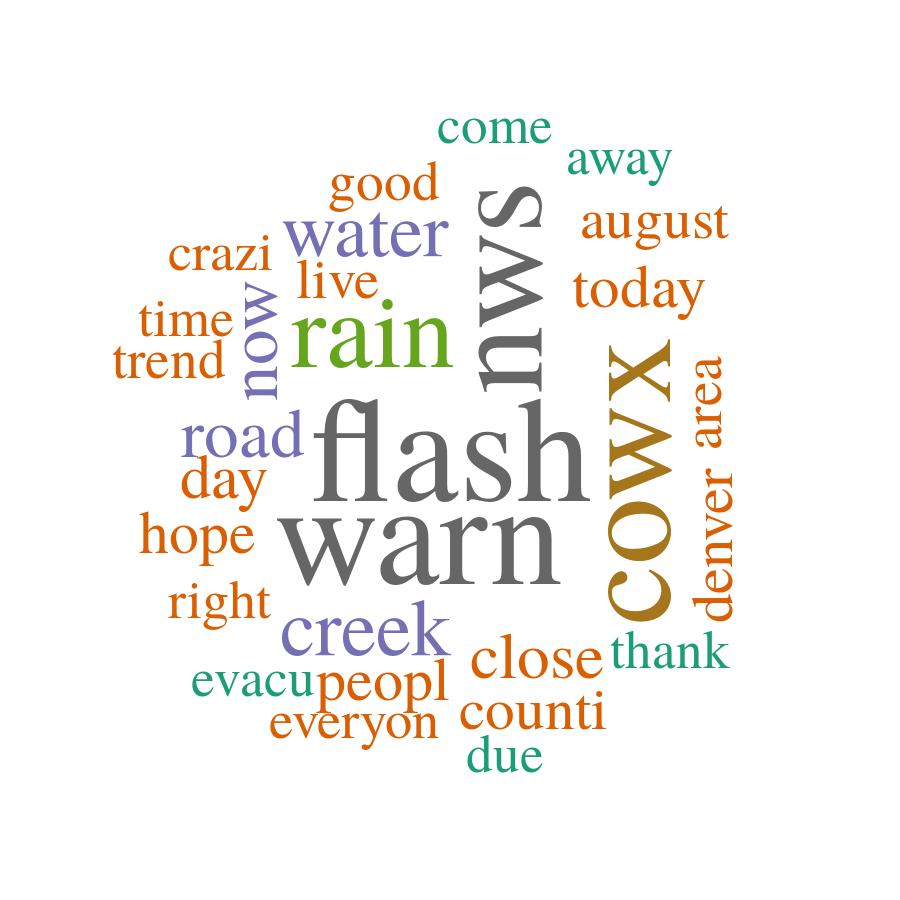 come
away
good
nws
august
water
crazi
live
today
now
time
rain
trend
cowx
area
flash
road
day
denver
warn
hope
right
creek
close
thank
evacu
peopl
counti
everyon
due